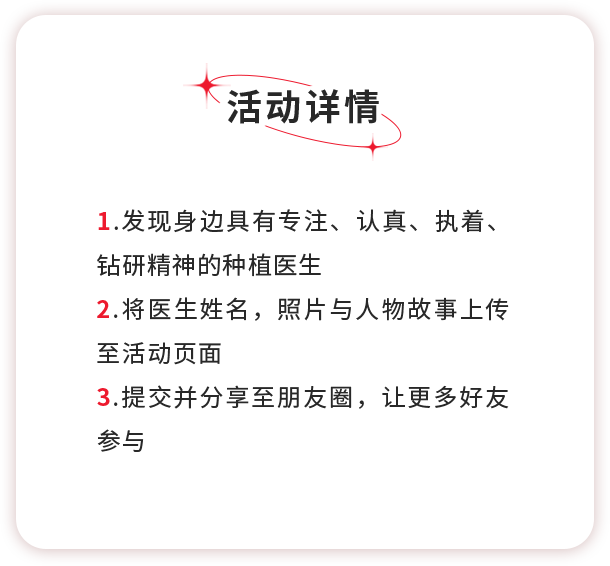 活动详情
1.发现身边具有专注、认真、执着、
钻研精神的种植医生
2.将医生姓名，照片与人物故事上传
至活动页面
3.提交并分享至朋友圈，让更多好友
参与